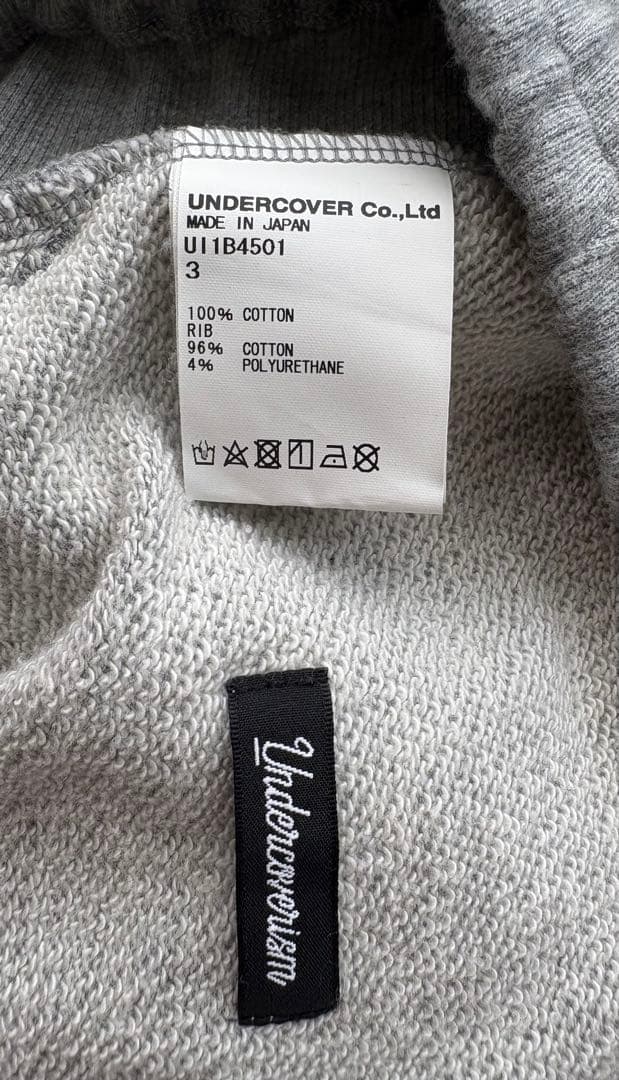 UNDERCOVER Co.,Ltd
MADE IN JAPAN
UI1B4501
3
100% COTTON
RIB
96% COTTON
4% POLYURETHANE
Undercoverism